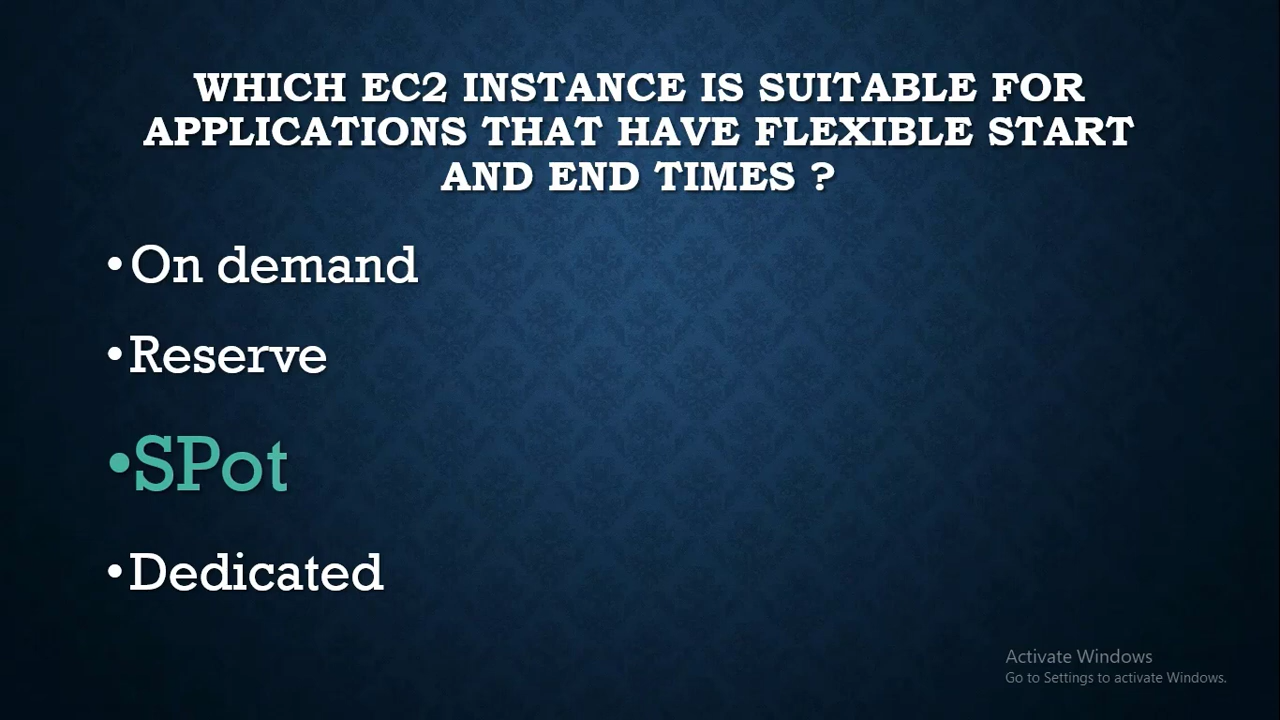 WHICH EC2 INSTANCE IS SUITABLE FOR
APPLICATIONS THAT HAVE FLEXIBLE START
AND END TIMES ?
•On demand
•Reserve
•SPot
•Dedicated
Activate Windows
Go to Settings to activate Windows.